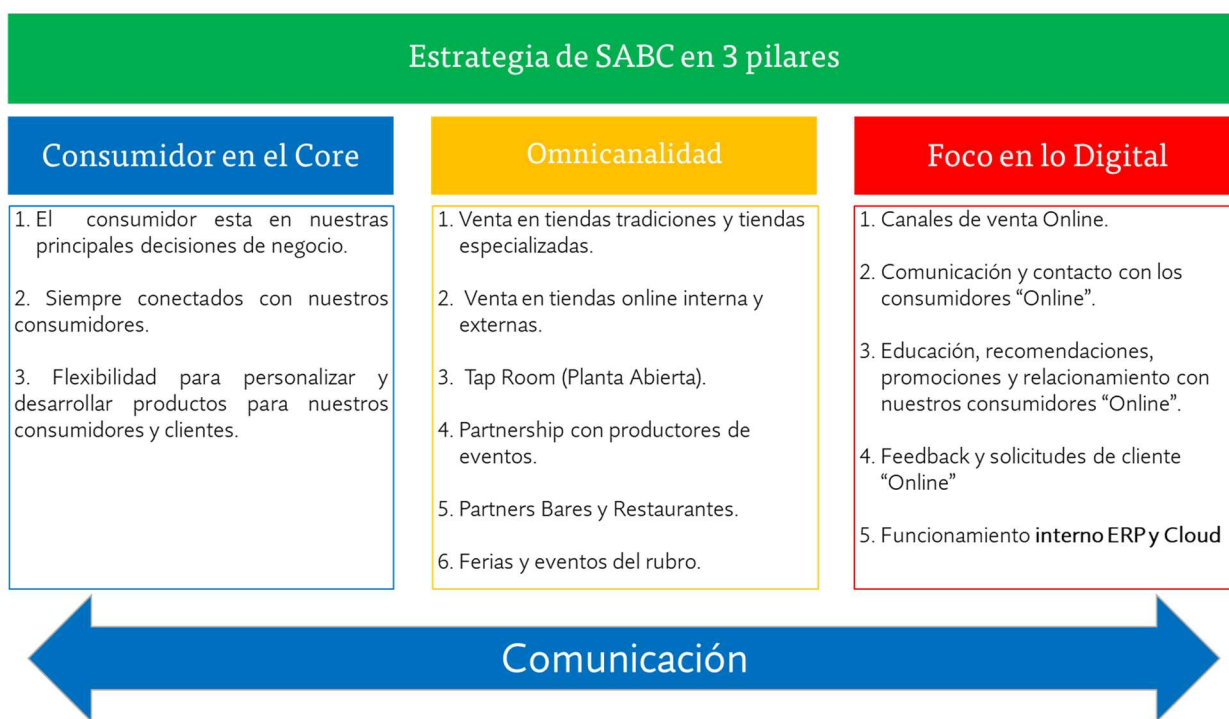 Estrategia de SABC en 3 pilares
Consumidor en el Core
1. El consumidor esta en nuestras
principales decisiones de negocio.
2. Siempre conectados con nuestros
consumidores.
3. Flexibilidad para personalizar y
desarrollar productos para nuestros
consumidores y clientes.
Omnicanalidad
1. Venta en tiendas tradiciones y tiendas
especializadas.
2. Venta en tiendas online interna y
externas.
3. Tap Room (Planta Abierta).
4. Partnership con productores de
eventos.
5. Partners Bares y Restaurantes.
6. Ferias y eventos del rubro.
Foco en lo Digital
1. Canales de venta Online.
2. Comunicación y contacto con los
consumidores “Online”.
3. Educación, recomendaciones,
promociones y relacionamiento con
nuestros consumidores “Online”.
4. Feedback y solicitudes de cliente
“Online”
5. Funcionamiento interno ERP y Cloud
Comunicación